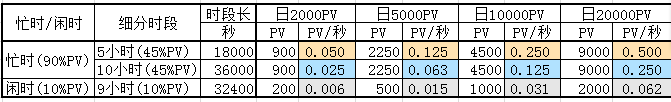 忙时/闲时 细分时段 时段长秒 日2000PV 日5000PV 日10000PV 日20000PV
PV PV/秒 PV PV/秒 PV PV/秒 PV PV/秒
忙时(90%PV) 5小时(45%PV) 18000 900 0.050 2250 0.125 4500 0.250 9000 0.500
10小时(45%PV) 36000 900 0.025 2250 0.063 4500 0.125 9000 0.250
闲时(10%PV) 9小时(10%PV) 32400 200 0.006 500 0.015 1000 0.031 2000 0.062